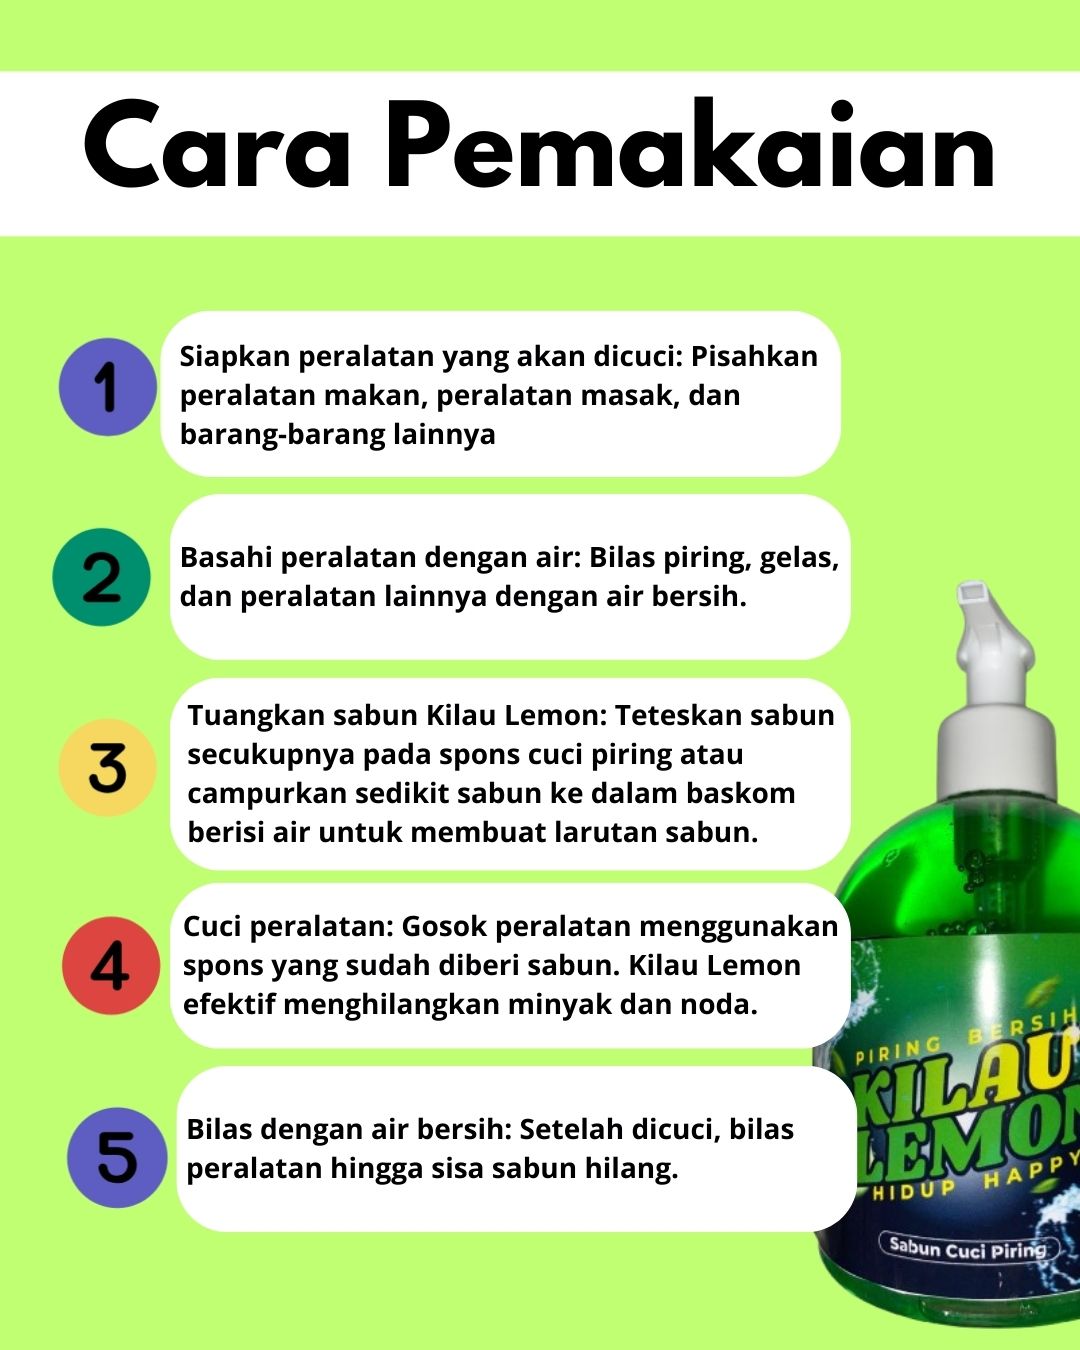 Cara Pemakaian
1
Siapkan peralatan yang akan dicuci: Pisahkan
peralatan makan, peralatan masak, dan
barang-barang lainnya
2
Basahi peralatan dengan air: Bilas piring, gelas,
dan peralatan lainnya dengan air bersih.
3
Tuangkan sabun Kilau Lemon: Teteskan sabun
secukupnya pada spons cuci piring atau
campurkan sedikit sabun ke dalam baskom
berisi air untuk membuat larutan sabun.
4
Cuci peralatan: Gosok peralatan menggunakan
spons yang sudah diberi sabun. Kilau Lemon
efektif menghilangkan minyak dan noda.
5
Bilas dengan air bersih: Setelah dicuci, bilas
peralatan hingga sisa sabun hilang.
PIRING BERSIH
KILAU
LEMON
HIDUP HAPPY
Sabun Cuci Piring